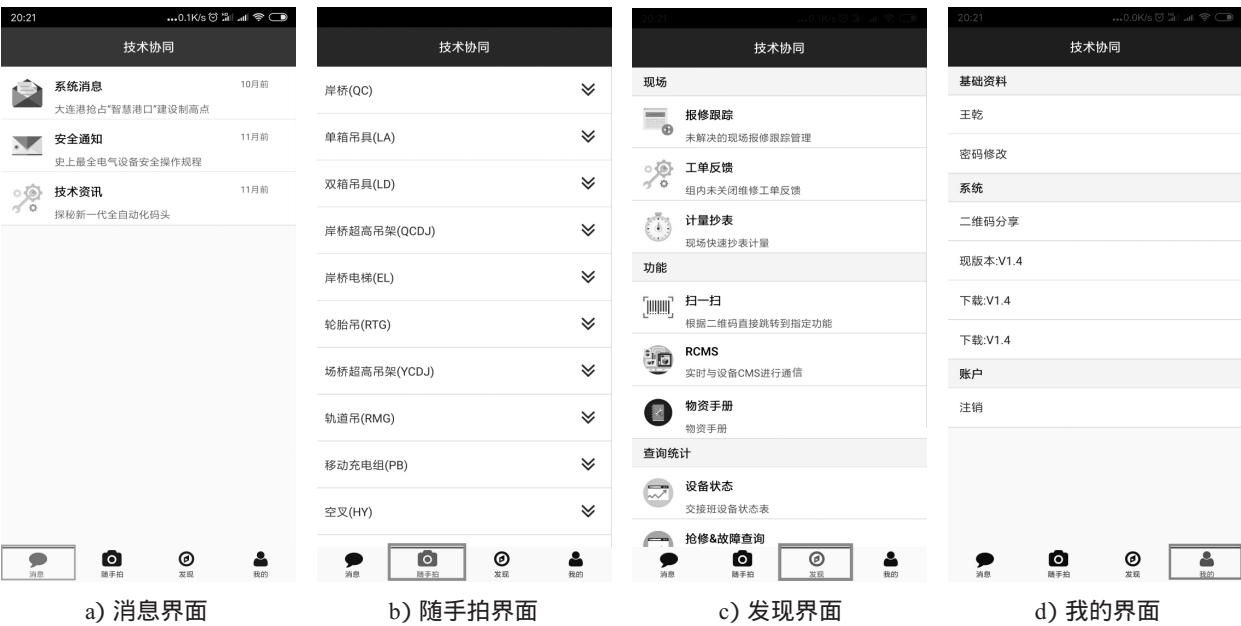 20:21
...0.1K/s
技术协同
系统消息
10月前
大连港抢占"智慧港口"建设制高点
安全通知
11月前
史上最全电气设备安全操作规程
技术资讯
11月前
探秘新一代全自动化码头
消息
随手拍
发现
我的
a) 消息界面
技术协同
岸桥(QC)
单箱吊具(LA)
双箱吊具(LD)
岸桥超高吊架(QCDJ)
岸桥电梯(EL)
轮胎吊(RTG)
场桥超高吊架(YCDJ)
轨道吊(RMG)
移动充电组(PB)
空叉(HY)
消息
随手拍
发现
我的
b) 随手拍界面
20:21
...0.1K/s
技术协同
现场
报修跟踪
未解决的现场报修跟踪管理
工单反馈
组内未关闭维修工单反馈
计量抄表
现场快速抄表计量
功能
扫一扫
根据二维码直接跳转到指定功能
RCMS
实时与设备CMS进行通信
物资手册
物资手册
查询统计
设备状态
交接班设备状态表
抢修&故障查询
消息
随手拍
发现
我的
c) 发现界面
20:21
...0.0K/s
技术协同
基础资料
王乾
密码修改
系统
二维码分享
现版本:V1.4
下载:V1.4
下载:V1.4
账户
注销
消息
随手拍
发现
我的
d) 我的界面